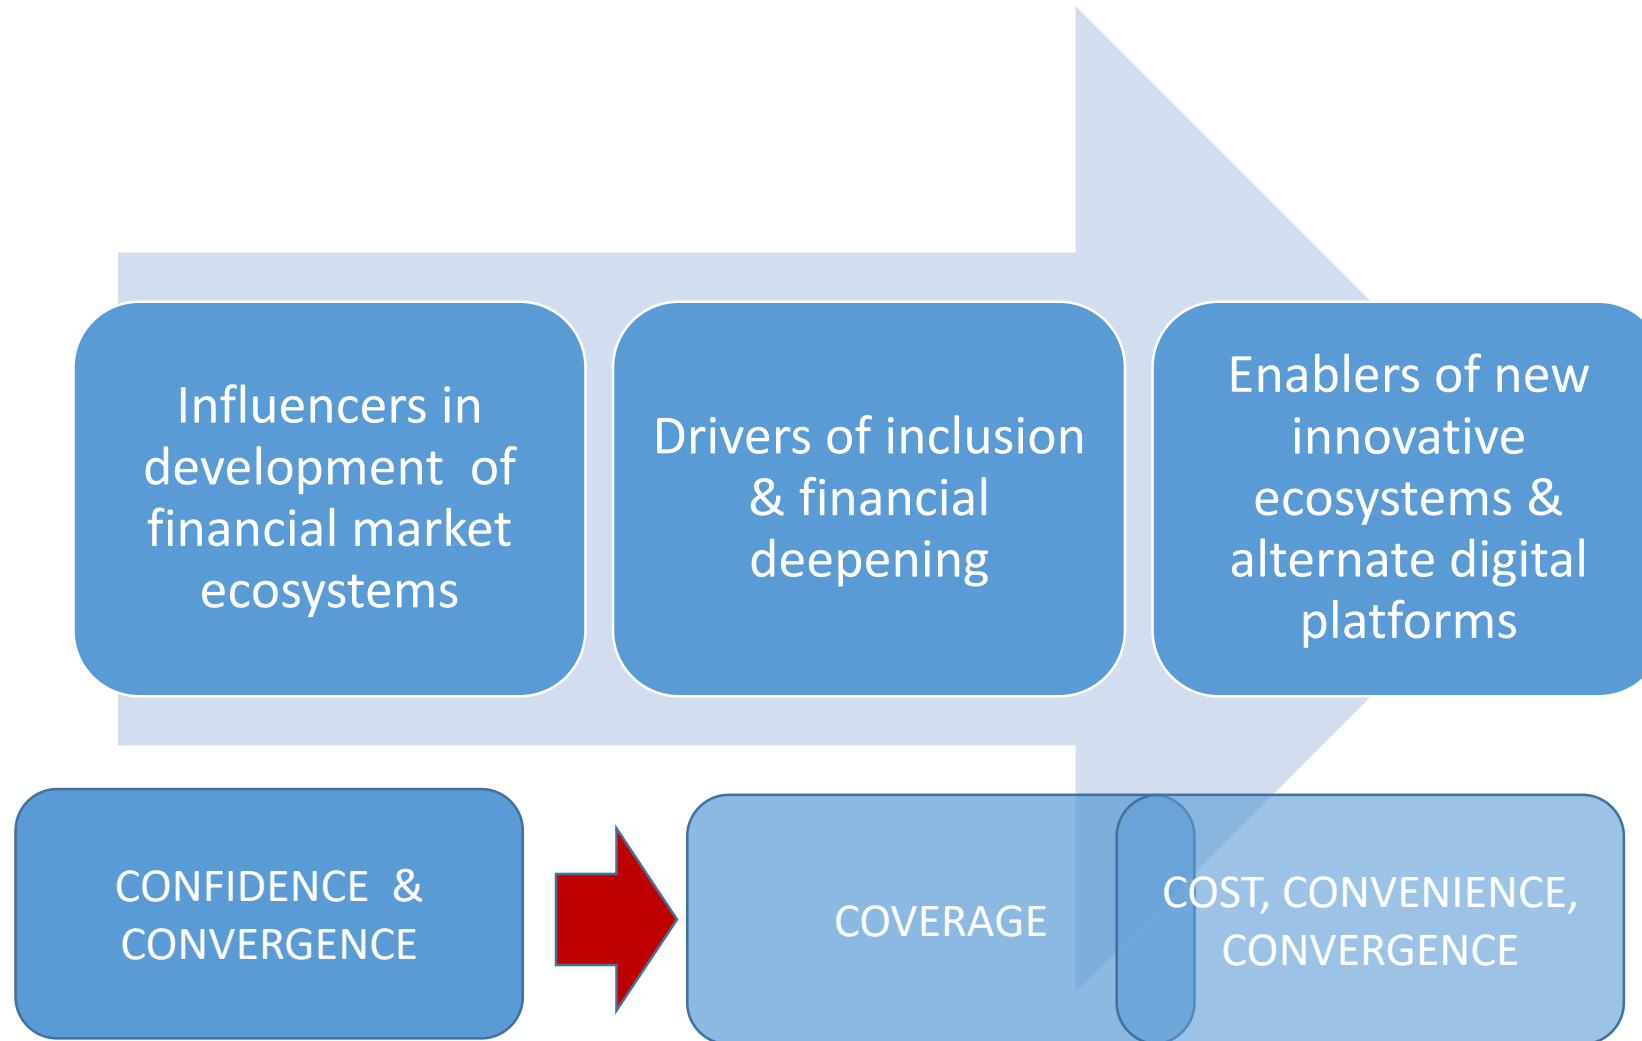 Influencers in
development  of
financial market
ecosystems
Drivers of inclusion
& financial
deepening
Enablers of new
innovative
ecosystems &
alternate digital
platforms
CONFIDENCE  &
CONVERGENCE
COVERAGE
COST, CONVENIENCE,
CONVERGENCE